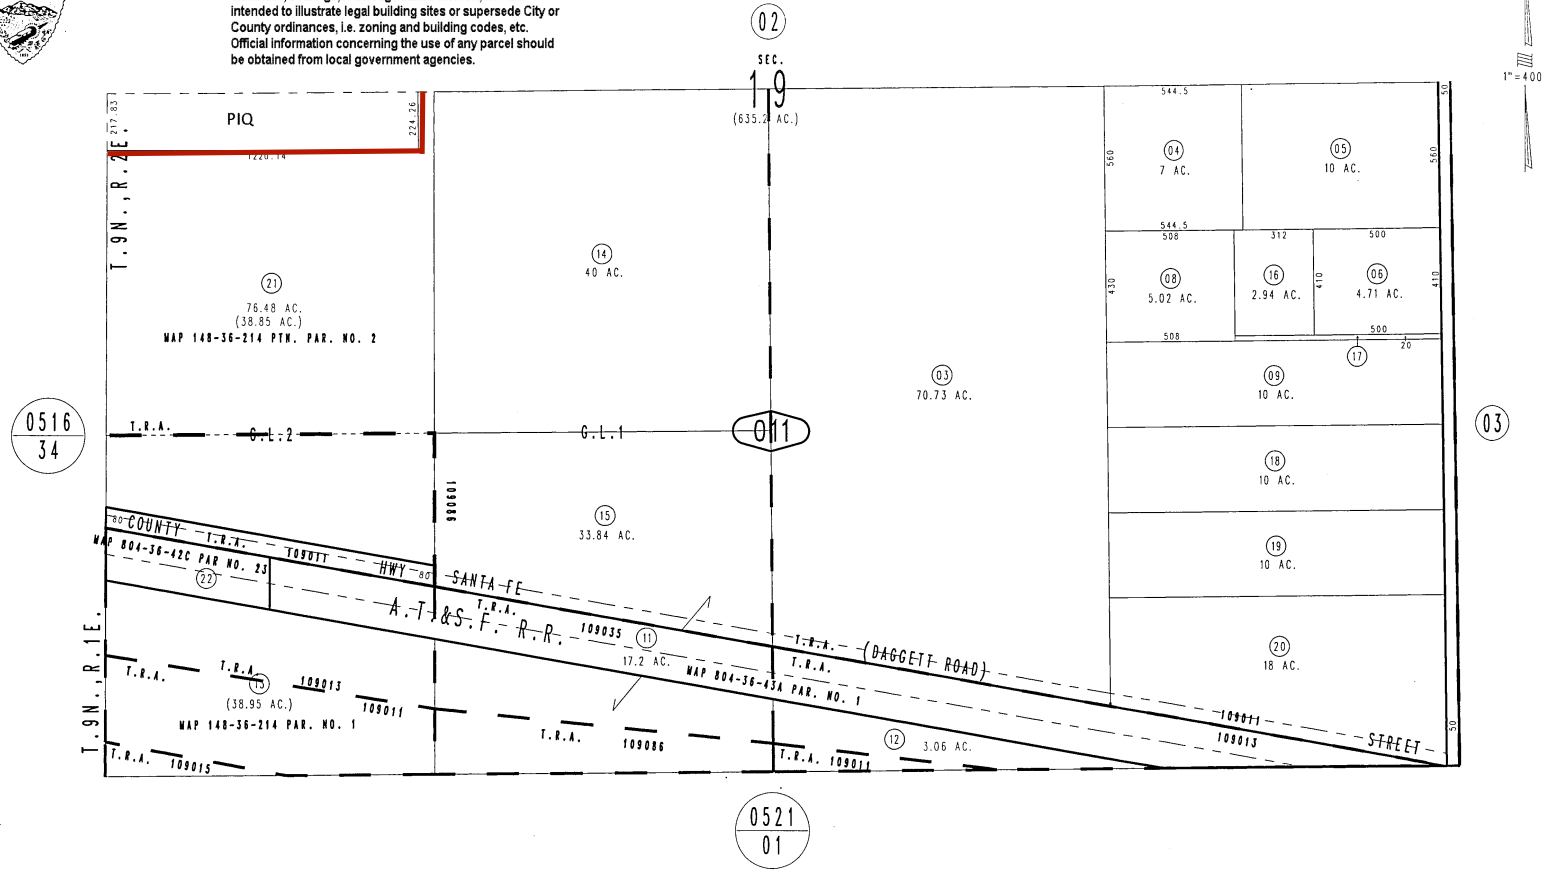 intended to illustrate legal building sites or supersede City or
County ordinances, i.e. zoning and building codes, etc.
Official information concerning the use of any parcel should
be obtained from local government agencies.
02
SEC.
19
(635.2 AC.)
1"=400
217.83
PIQ
224.26
1220.14
T.9N.,R.2E.
544.5
50
04
7 AC.
560
05
10 AC.
560
544.5
508
312
500
14
40 AC.
21
76.48 AC.
(38.85 AC.)
MAP 148-36-214 PTN. PAR. NO. 2
430
08
5.02 AC.
16
2.94 AC.
410
06
4.71 AC.
410
508
500
20
17
03
70.73 AC.
09
10 AC.
0516
34
T.R.A.
G.L.2
G.L.1
011
03
18
10 AC.
109086
15
33.84 AC.
80
COUNTY
T.R.A.
109011
HWY
80
SANTA FE
MAP 804-36-42C PAR NO. 23
22
19
10 AC.
A.T.&S.F. R.R.
T.R.A.
109035
11
17.2 AC.
T.R.A.
T.R.A.
(DAGGETT ROAD)
20
18 AC.
MAP 804-36-43A PAR. NO. 1
T.9N.,R.1E.
T.R.A.
T.R.A.
13
109013
(38.95 AC.)
109011
MAP 148-36-214 PAR. NO. 1
109011
109013
STREET
50
T.R.A.
109086
12
3.06 AC.
T.R.A.
109015
T.R.A.
109011
0521
01